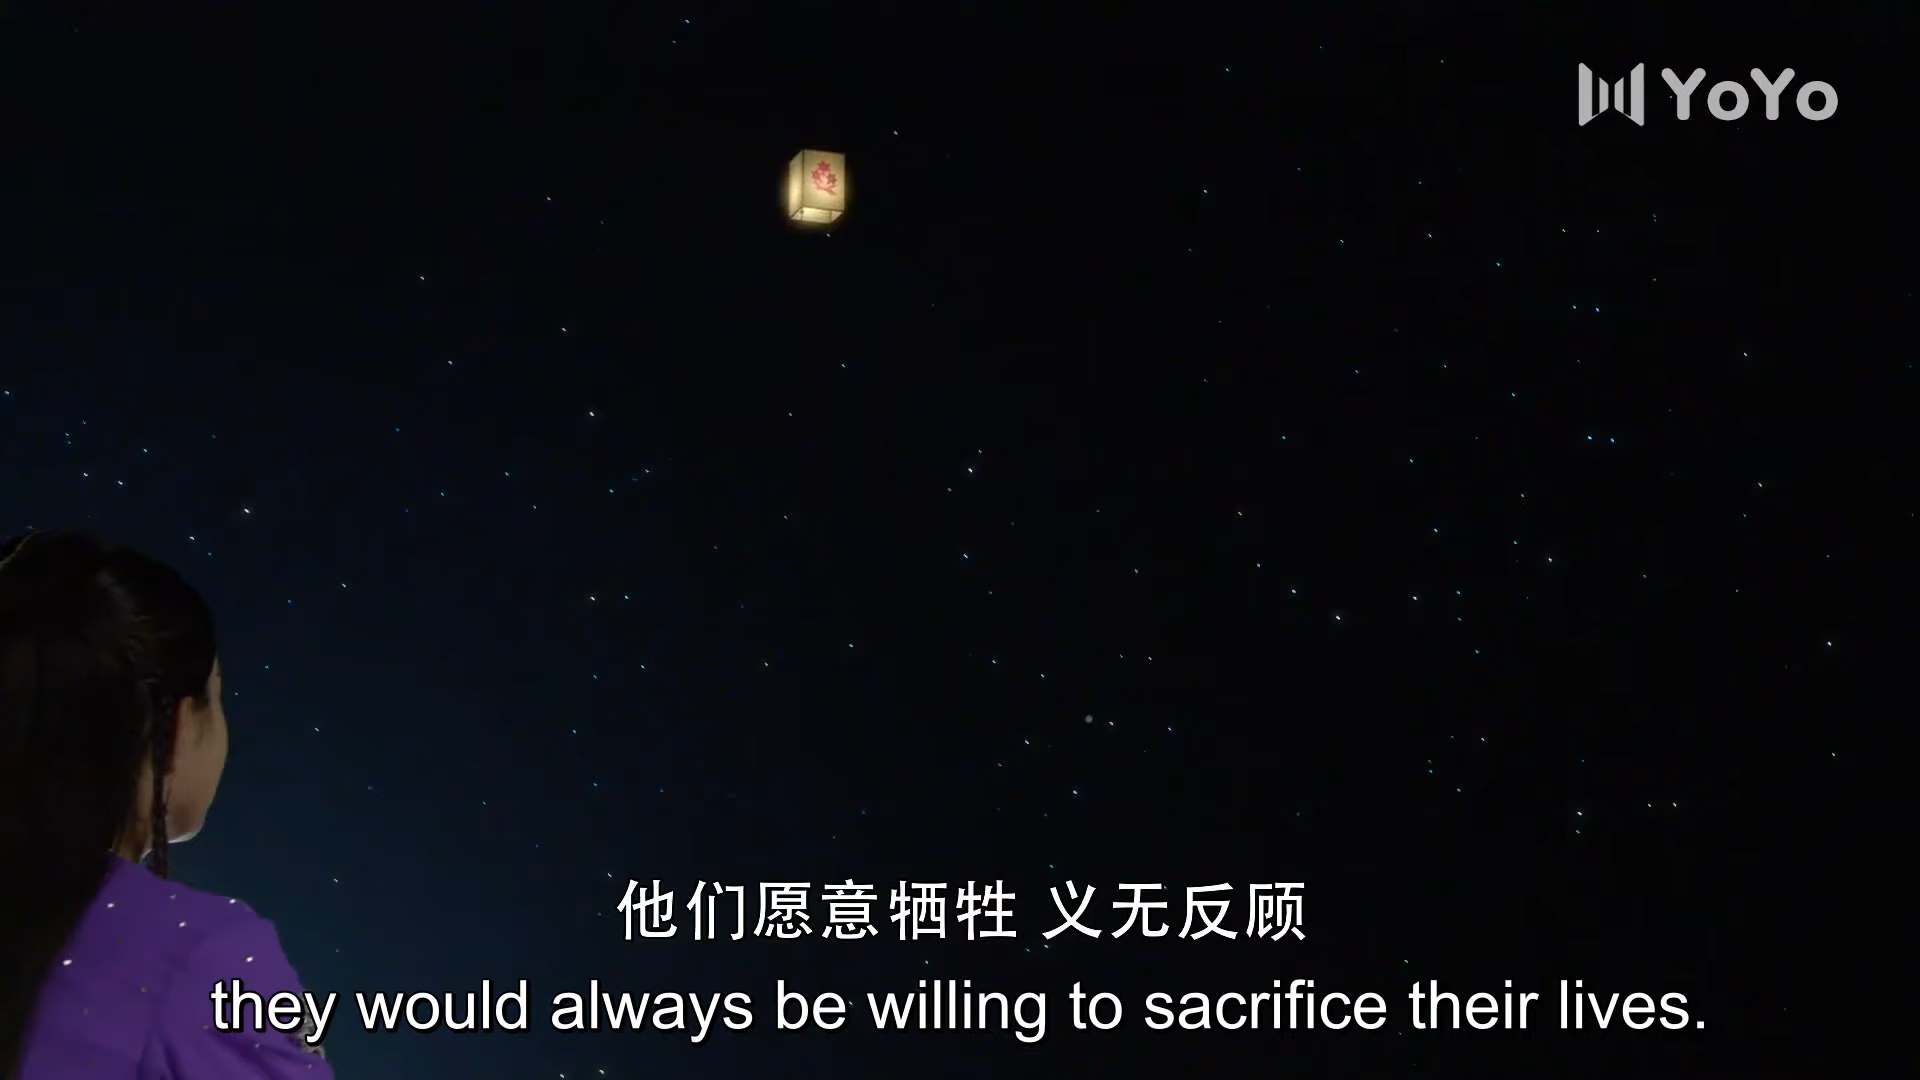 YoYo
他们愿意牺牲 义无反顾
they would always be willing to sacrifice their lives.